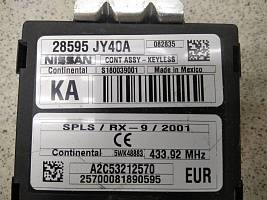 28595 JY40A 082835
NISSAN CONT ASSY - KEYLESS
Continental S180039001 Made in Mexico
KA
SPLS / RX-9 / 2001
CE
Continental 5WK48883 433.92 MHz
A2C53212570
25700081890595 EUR